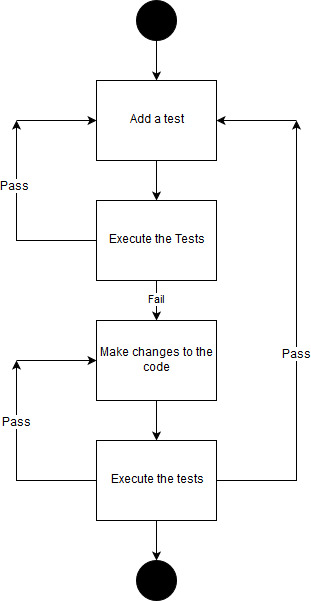 Add a test
Pass
Execute the Tests
Fail
Make changes to the
code
Pass
Pass
Execute the tests